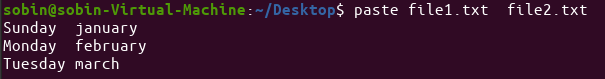 sobin@sobin-Virtual-Machine:~/Desktop$ paste file1.txt  file2.txt
Sunday  january
Monday  february
Tuesday march